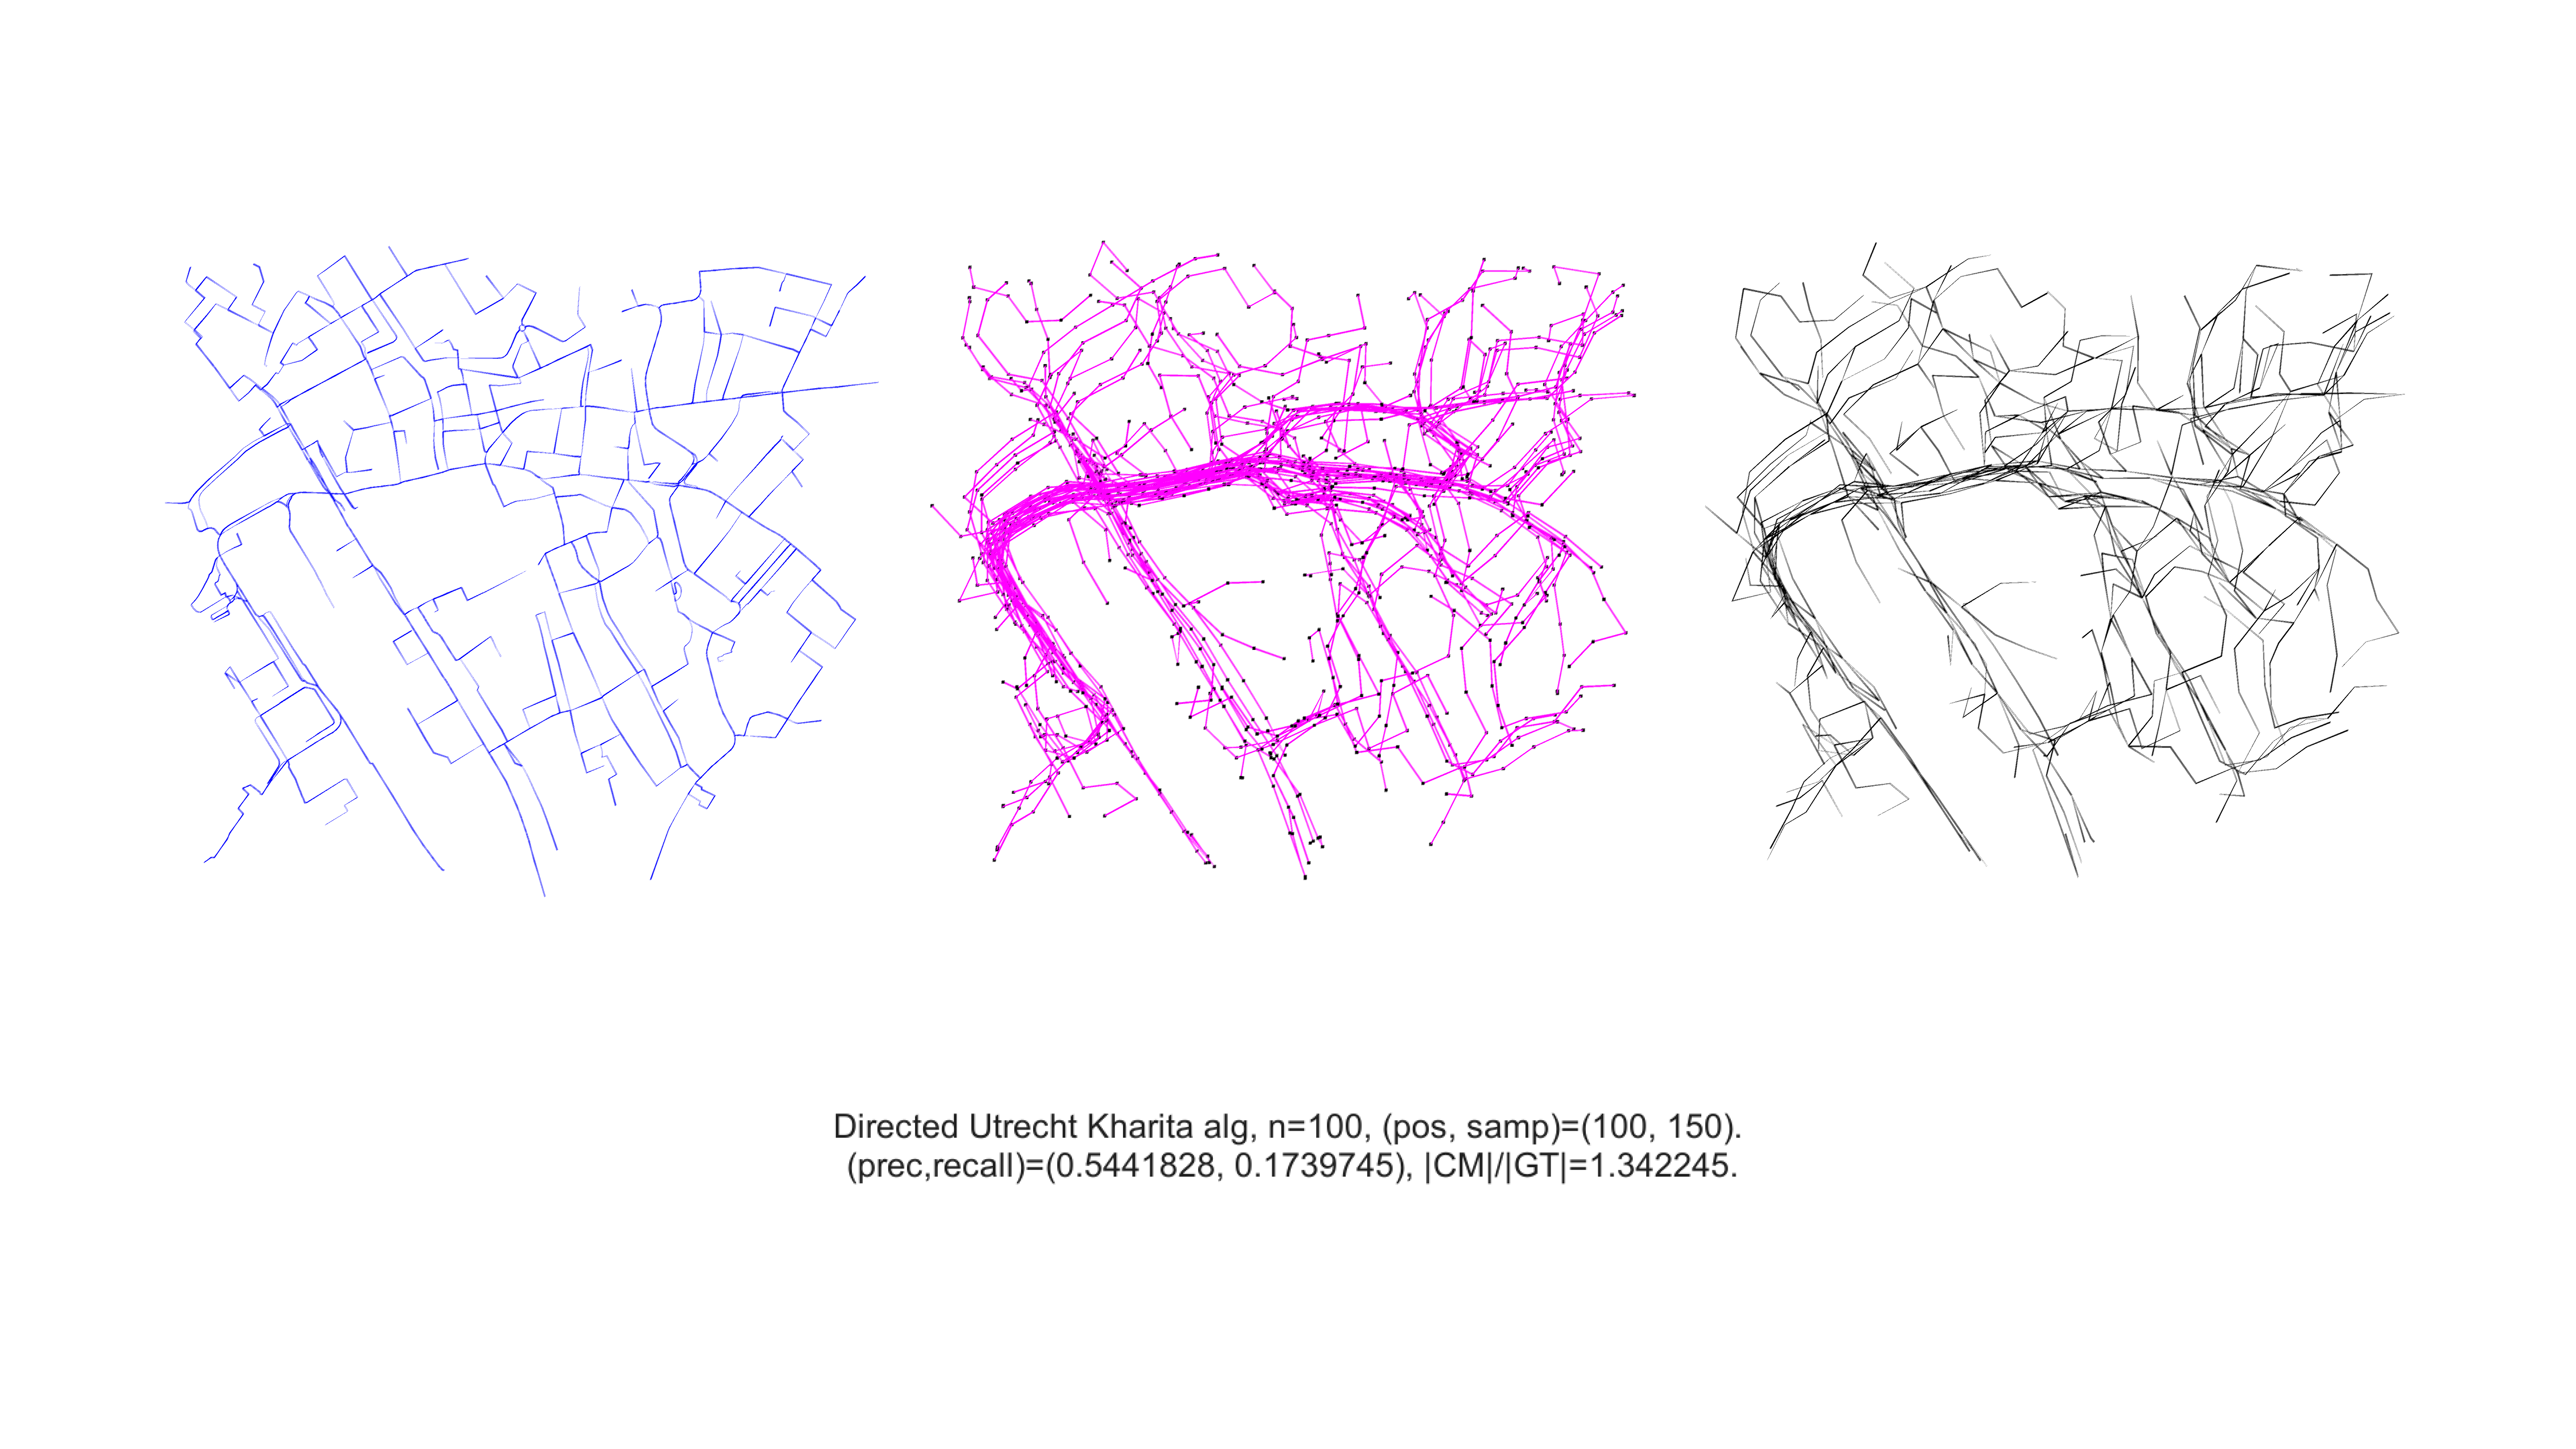 Directed Utrecht Kharita alg, n=100, (pos, samp)=(100, 150).
(prec,recall)=(0.5441828, 0.1739745), |CM|/|GT|=1.342245.